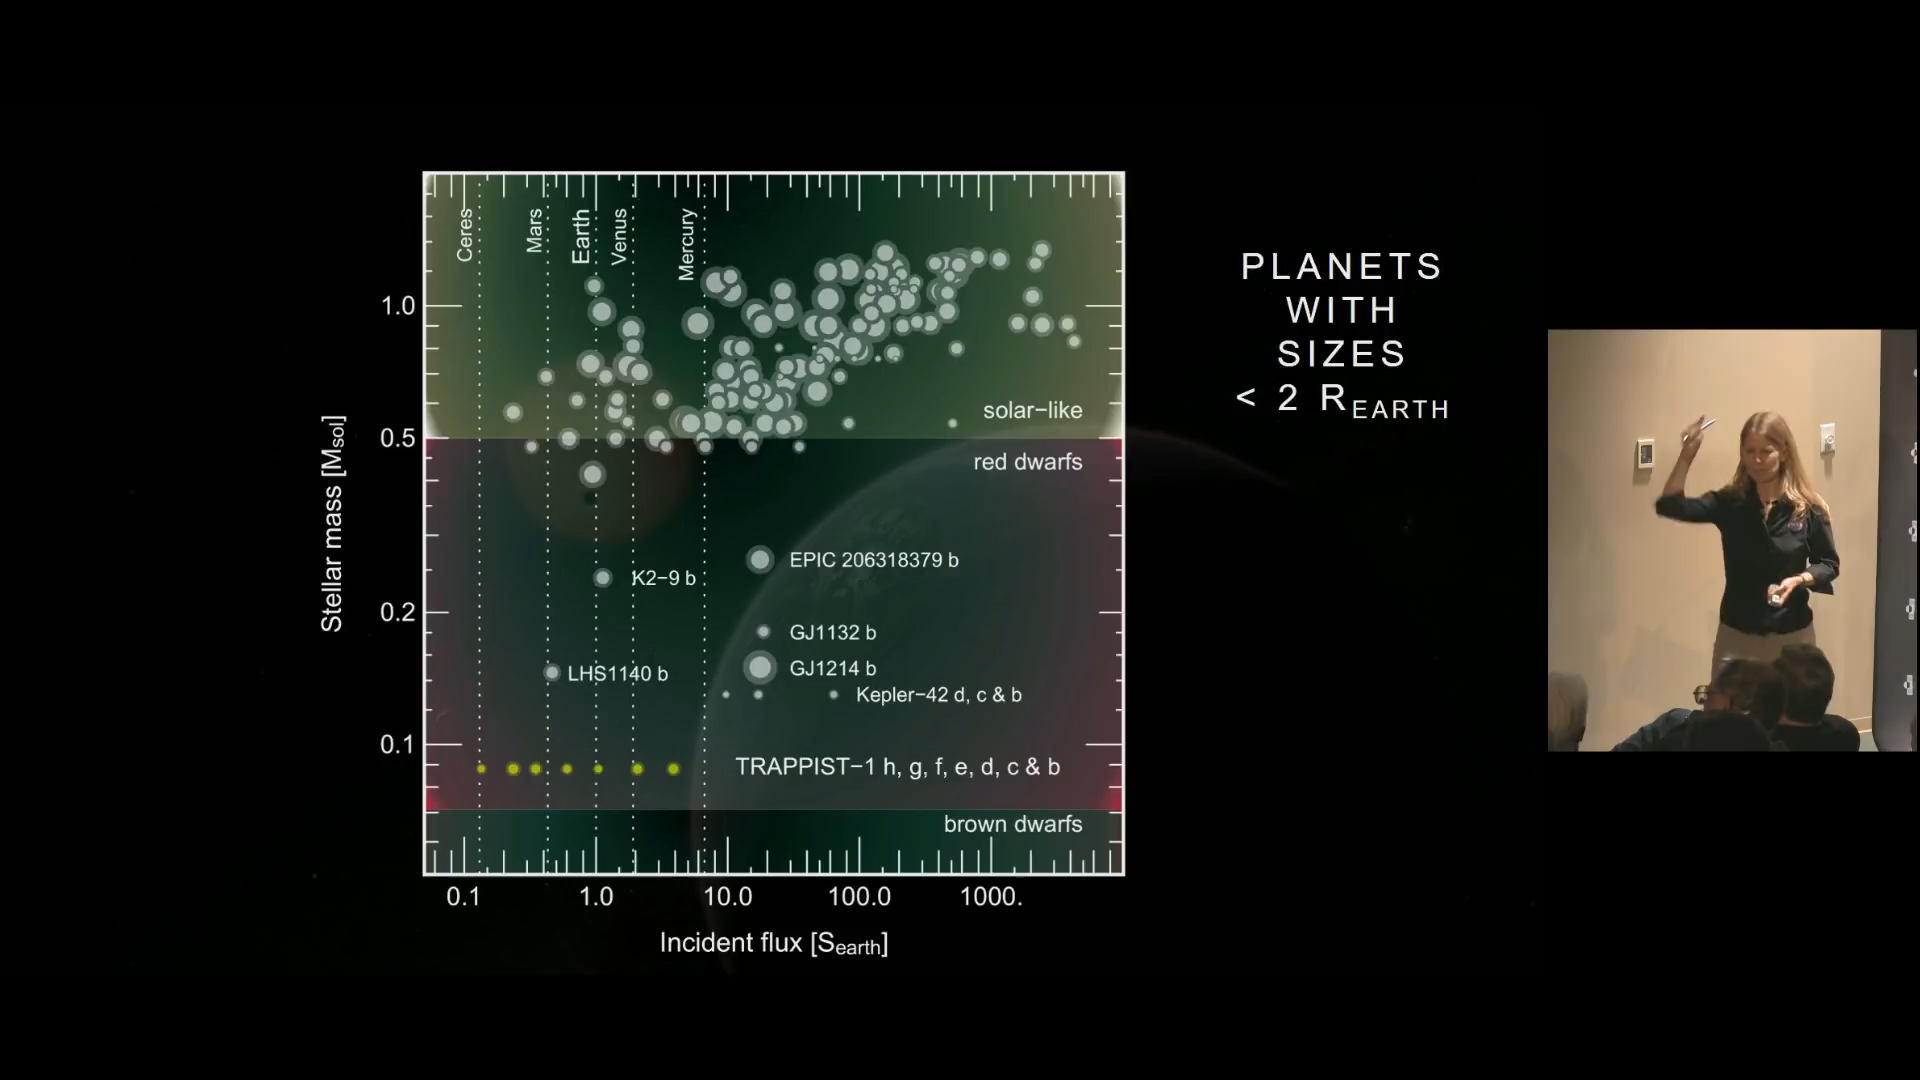 PLANETS
WITH
SIZES
< 2 REARTH
Ceres
Mars
Earth
Venus
Mercury
Stellar mass [Msol]
1.0
0.5
0.2
0.1
solar−like
red dwarfs
EPIC 206318379 b
K2−9 b
GJ1132 b
GJ1214 b
LHS1140 b
Kepler−42 d, c & b
TRAPPIST−1 h, g, f, e, d, c & b
brown dwarfs
0.1 1.0 10.0 100.0 1000.
Incident flux [Searth]